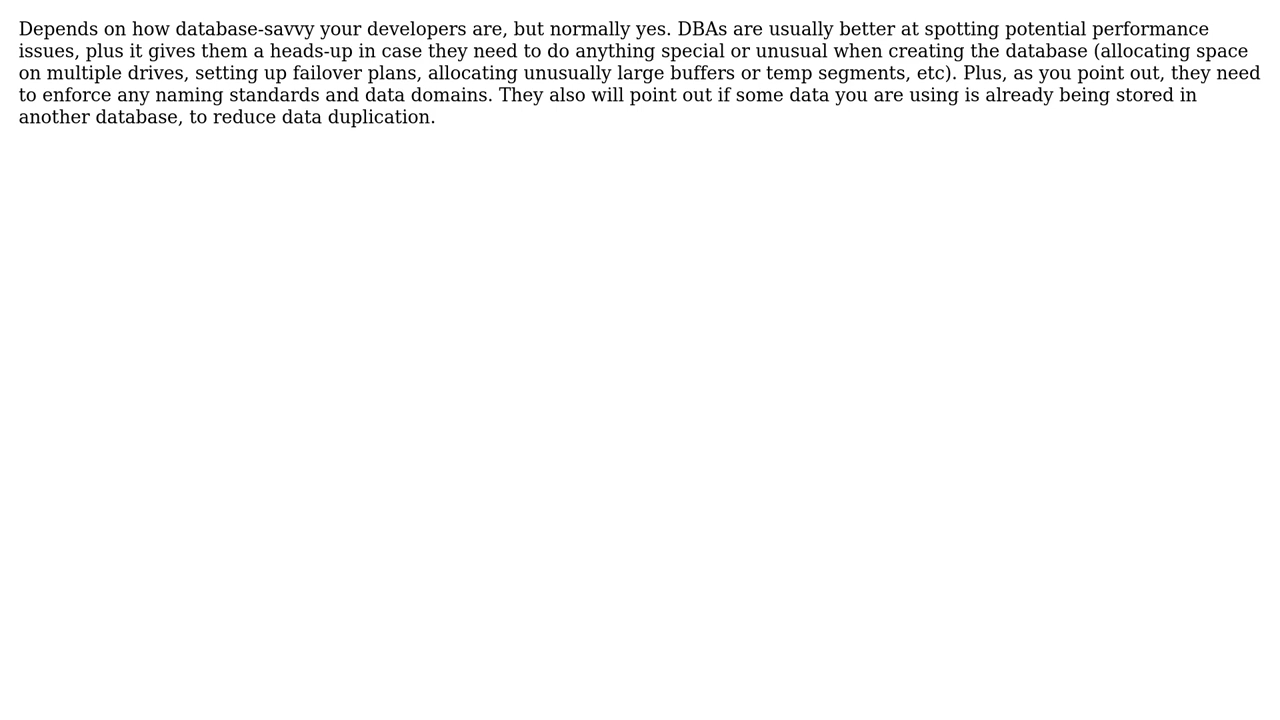 Depends on how database-savvy your developers are, but normally yes. DBAs are usually better at spotting potential performance
issues, plus it gives them a heads-up in case they need to do anything special or unusual when creating the database (allocating space
on multiple drives, setting up failover plans, allocating unusually large buffers or temp segments, etc). Plus, as you point out, they need
to enforce any naming standards and data domains. They also will point out if some data you are using is already being stored in
another database, to reduce data duplication.